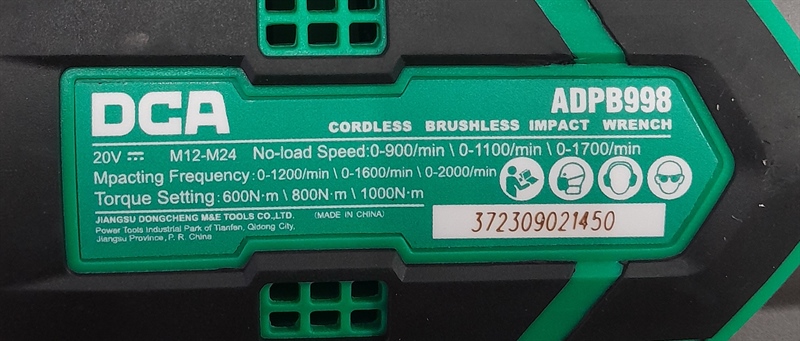 DCA
ADPB998
CORDLESS BRUSHLESS IMPACT WRENCH
20V ⎓ M12-M24 No-load Speed:0-900/min \ 0-1100/min \ 0-1700/min
Mpacting Frequency:0-1200/min \ 0-1600/min \ 0-2000/min
Torque Setting:600N·m \ 800N·m \ 1000N·m
JIANGSU DONGCHENG M&E TOOLS CO.,LTD. (MADE IN CHINA)
Power Tools Industrial Park of Tianfen, Qidong City,
Jiangsu Province, P. R. China
372309021450